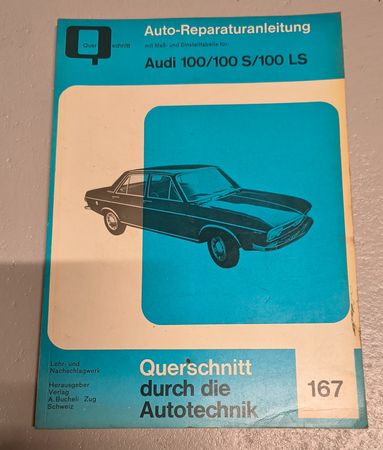 Querschnitt
Auto-Reparaturanleitung
mit Maß- und Einstelltabelle für:
Audi 100/100 S/100 LS
Lehr- und
Nachschlagwerk
Herausgeber
Verlag
A.Bucheli Zug
Schweiz
Querschnitt
durch die
Autotechnik
167